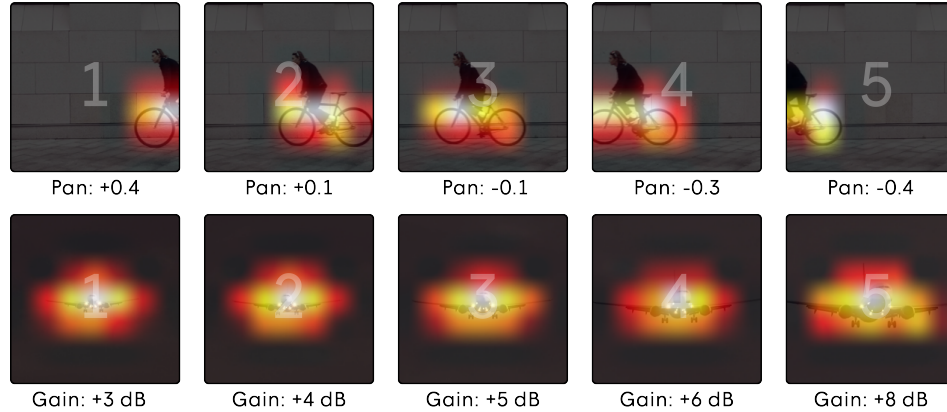 1 2 3 4 5
Pan: +0.4 Pan: +0.1 Pan: -0.1 Pan: -0.3 Pan: -0.4
1 2 3 4 5
Gain: +3 dB Gain: +4 dB Gain: +5 dB Gain: +6 dB Gain: +8 dB